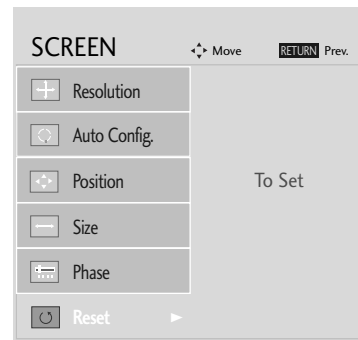 SCREEN Move RETURN Prev.
Resolution
Auto Config.
Position
To Set
Size
Phase
Reset